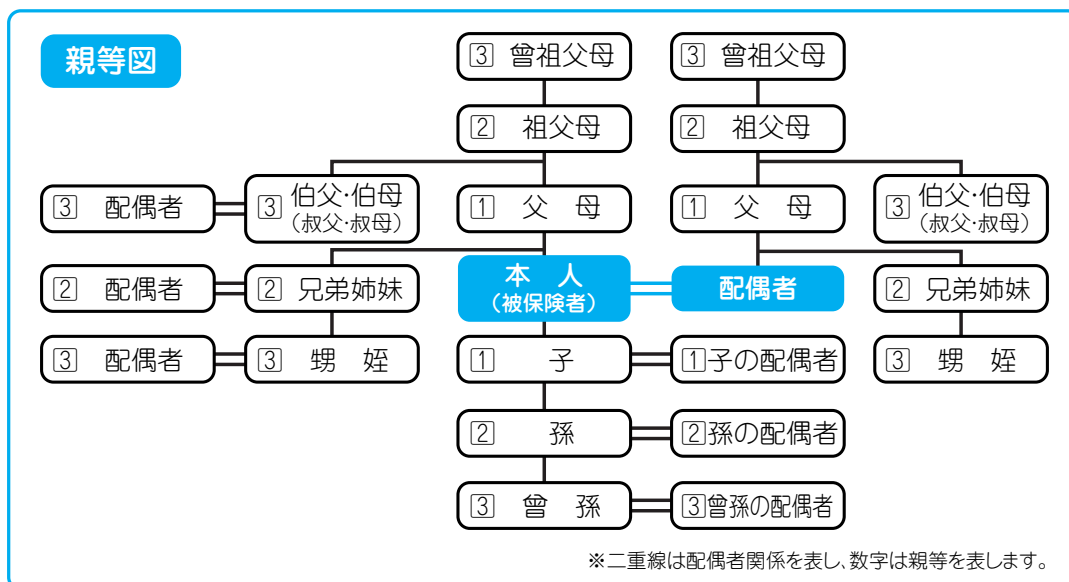 親等図
3 曾祖父母
3 曾祖父母
2 祖父母
2 祖父母
3 配偶者
3 伯父・伯母
(叔父・叔母)
1 父 母
1 父 母
3 伯父・伯母
(叔父・叔母)
2 配偶者
2 兄弟姉妹
本 人
(被保険者)
配偶者
2 兄弟姉妹
3 配偶者
3 甥 姪
1 子
1 子の配偶者
3 甥 姪
2 孫
2 孫の配偶者
3 曾 孫
3 曾孫の配偶者
※二重線は配偶者関係を表し、数字は親等を表します。